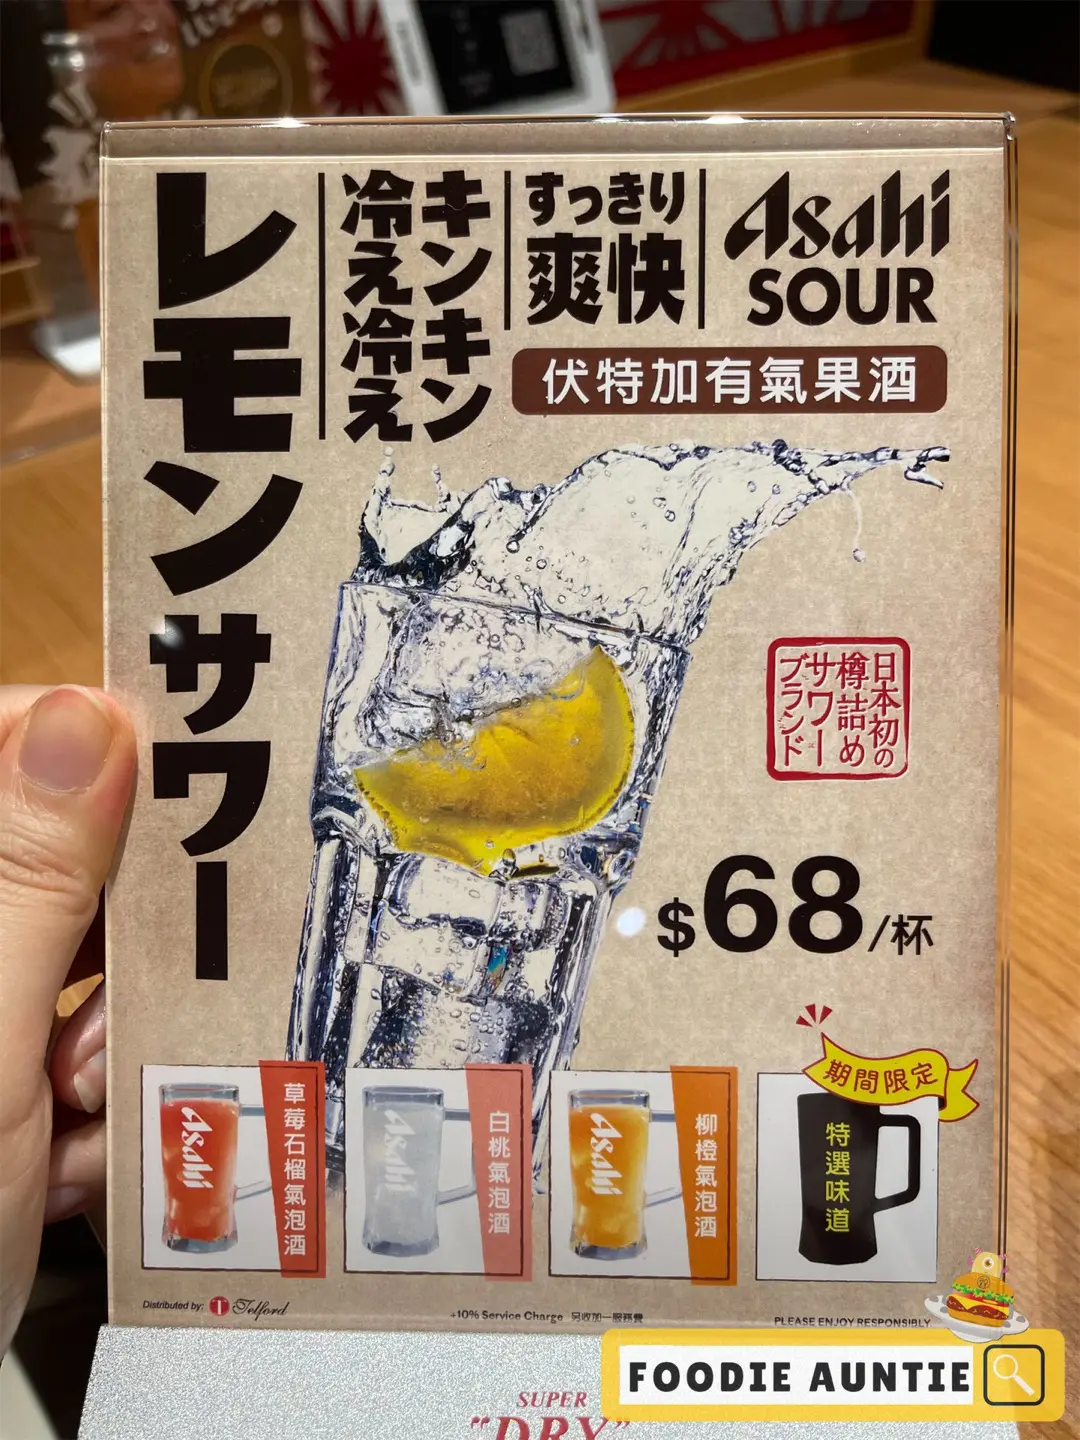 レモンサワー
キンキン
冷え冷え
すっきり
爽快
Asahi
SOUR
伏特加有氣果酒
日本初の
樽詰め
サワー
ブランド
$68/杯
期間限定
Asahi
草莓石榴氣泡酒
Asahi
白桃氣泡酒
Asahi
柳橙氣泡酒
特選味道
Distributed by: T Telford
+10% Service Charge 另收加一服務費
PLEASE ENJOY RESPONSIBLY
FOODIE AUNTIE
SUPER
"DRY"